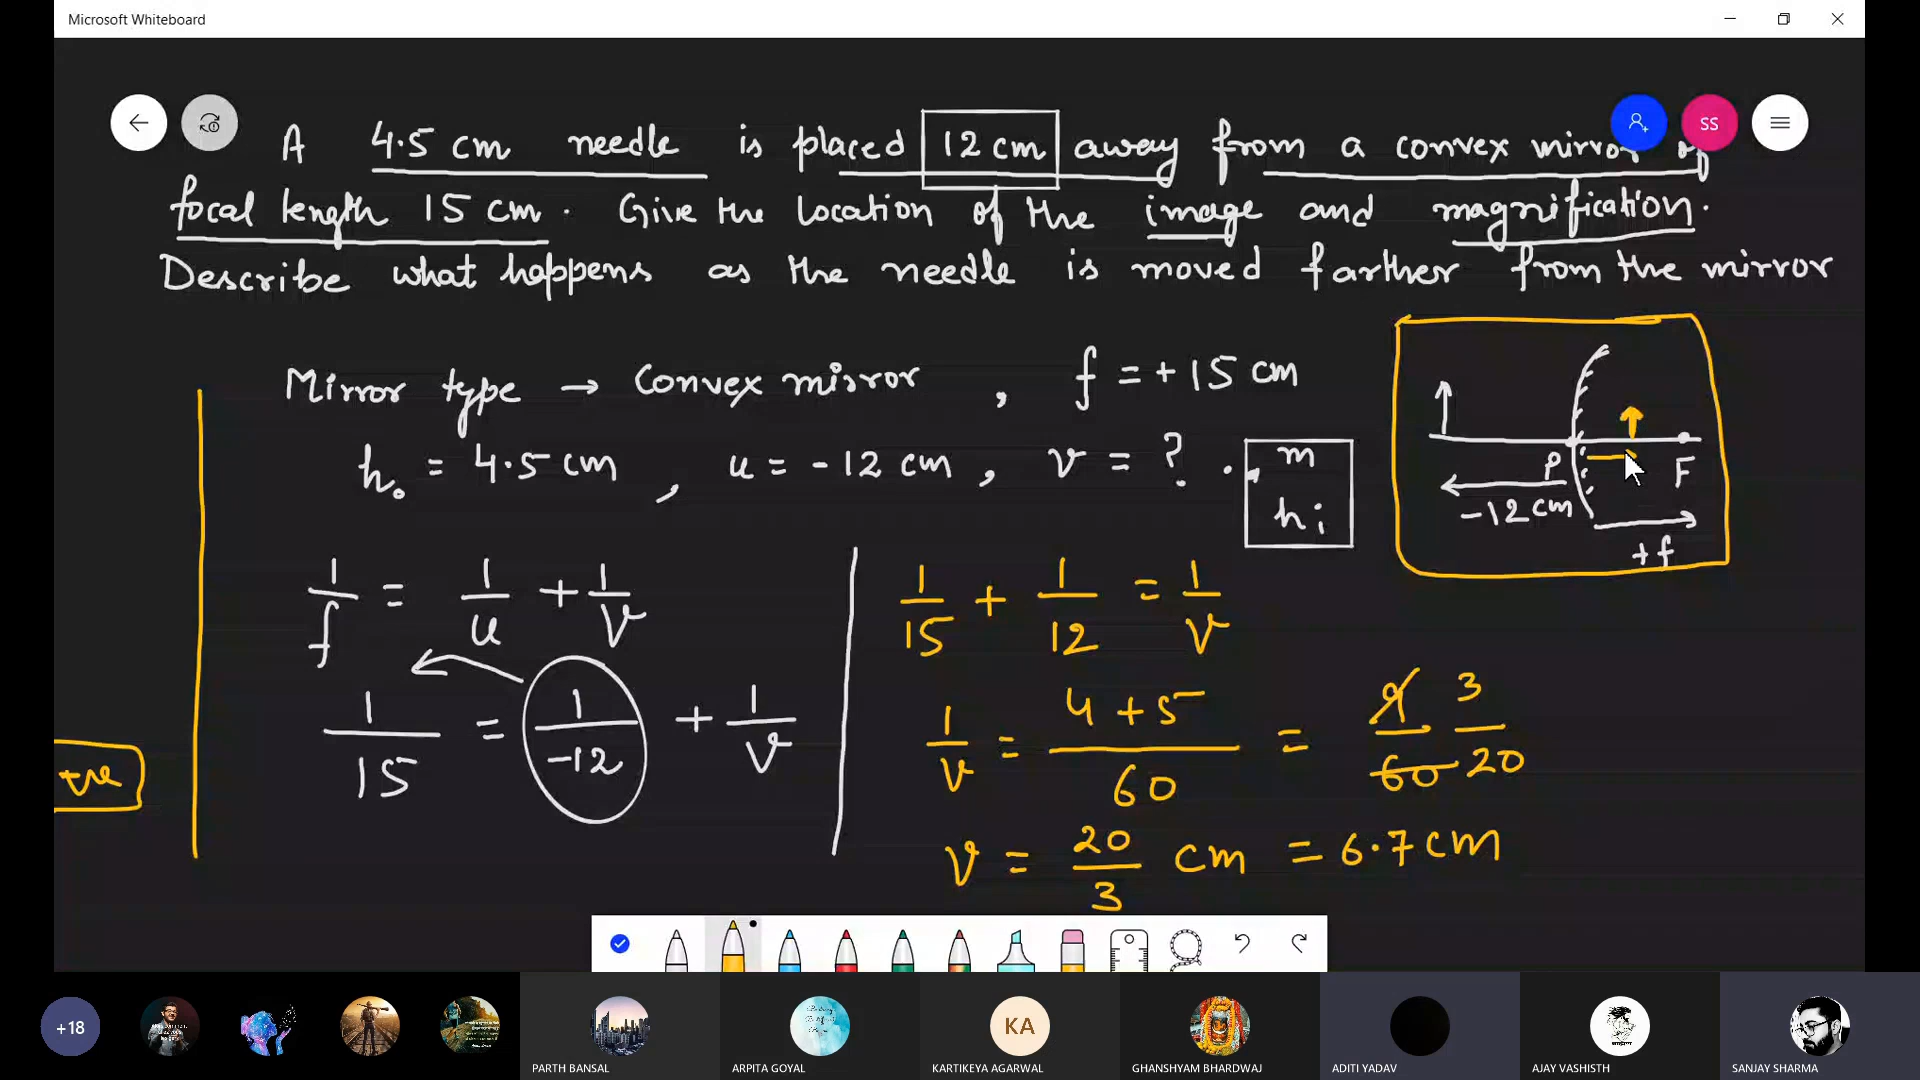 Microsoft Whiteboard
SS
A 4.5 cm needle is placed 12 cm away from a convex mirror of
focal length 15 cm. Give the location of the image and magnification.
Describe what happens as the needle is moved farther from the mirror
Mirror type → Convex mirror , f = +15 cm
h₀ = 4.5 cm , u = -12 cm , v = ? .
m
hi
P
F
-12 cm
+f
1/f = 1/u + 1/v
1/15 = 1/-12 + 1/v
+ve
1/15 + 1/12 = 1/v
1/v = 4+5/60 = 9/60 3/20
v = 20/3 cm = 6.7 cm
+18
KA
PARTH BANSAL
ARPITA GOYAL
KARTIKEYA AGARWAL
GHANSHYAM BHARDWAJ
ADITI YADAV
AJAY VASHISTH
SANJAY SHARMA